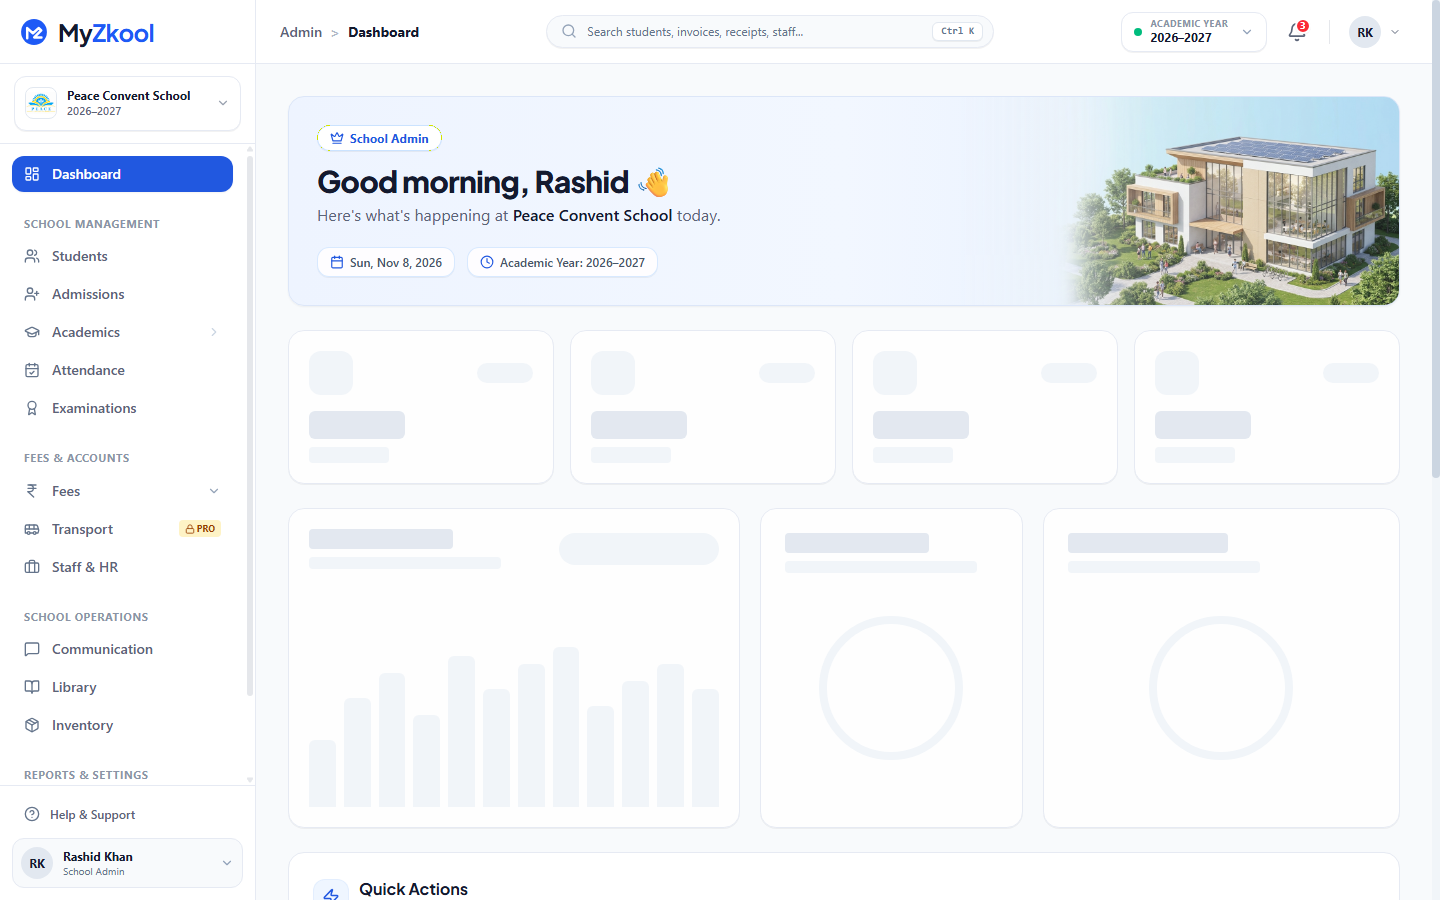 MyZkool
Admin > Dashboard
Search students, invoices, receipts, staff...
Ctrl K
ACADEMIC YEAR
2026–2027
3
RK
Peace Convent School
2026–2027
PEACE
Dashboard
SCHOOL MANAGEMENT
Students
Admissions
Academics
Attendance
Examinations
FEES & ACCOUNTS
Fees
Transport
PRO
Staff & HR
SCHOOL OPERATIONS
Communication
Library
Inventory
REPORTS & SETTINGS
Help & Support
RK
Rashid Khan
School Admin
School Admin
Good morning, Rashid 👋
Here's what's happening at Peace Convent School today.
Sun, Nov 8, 2026
Academic Year: 2026–2027
Quick Actions